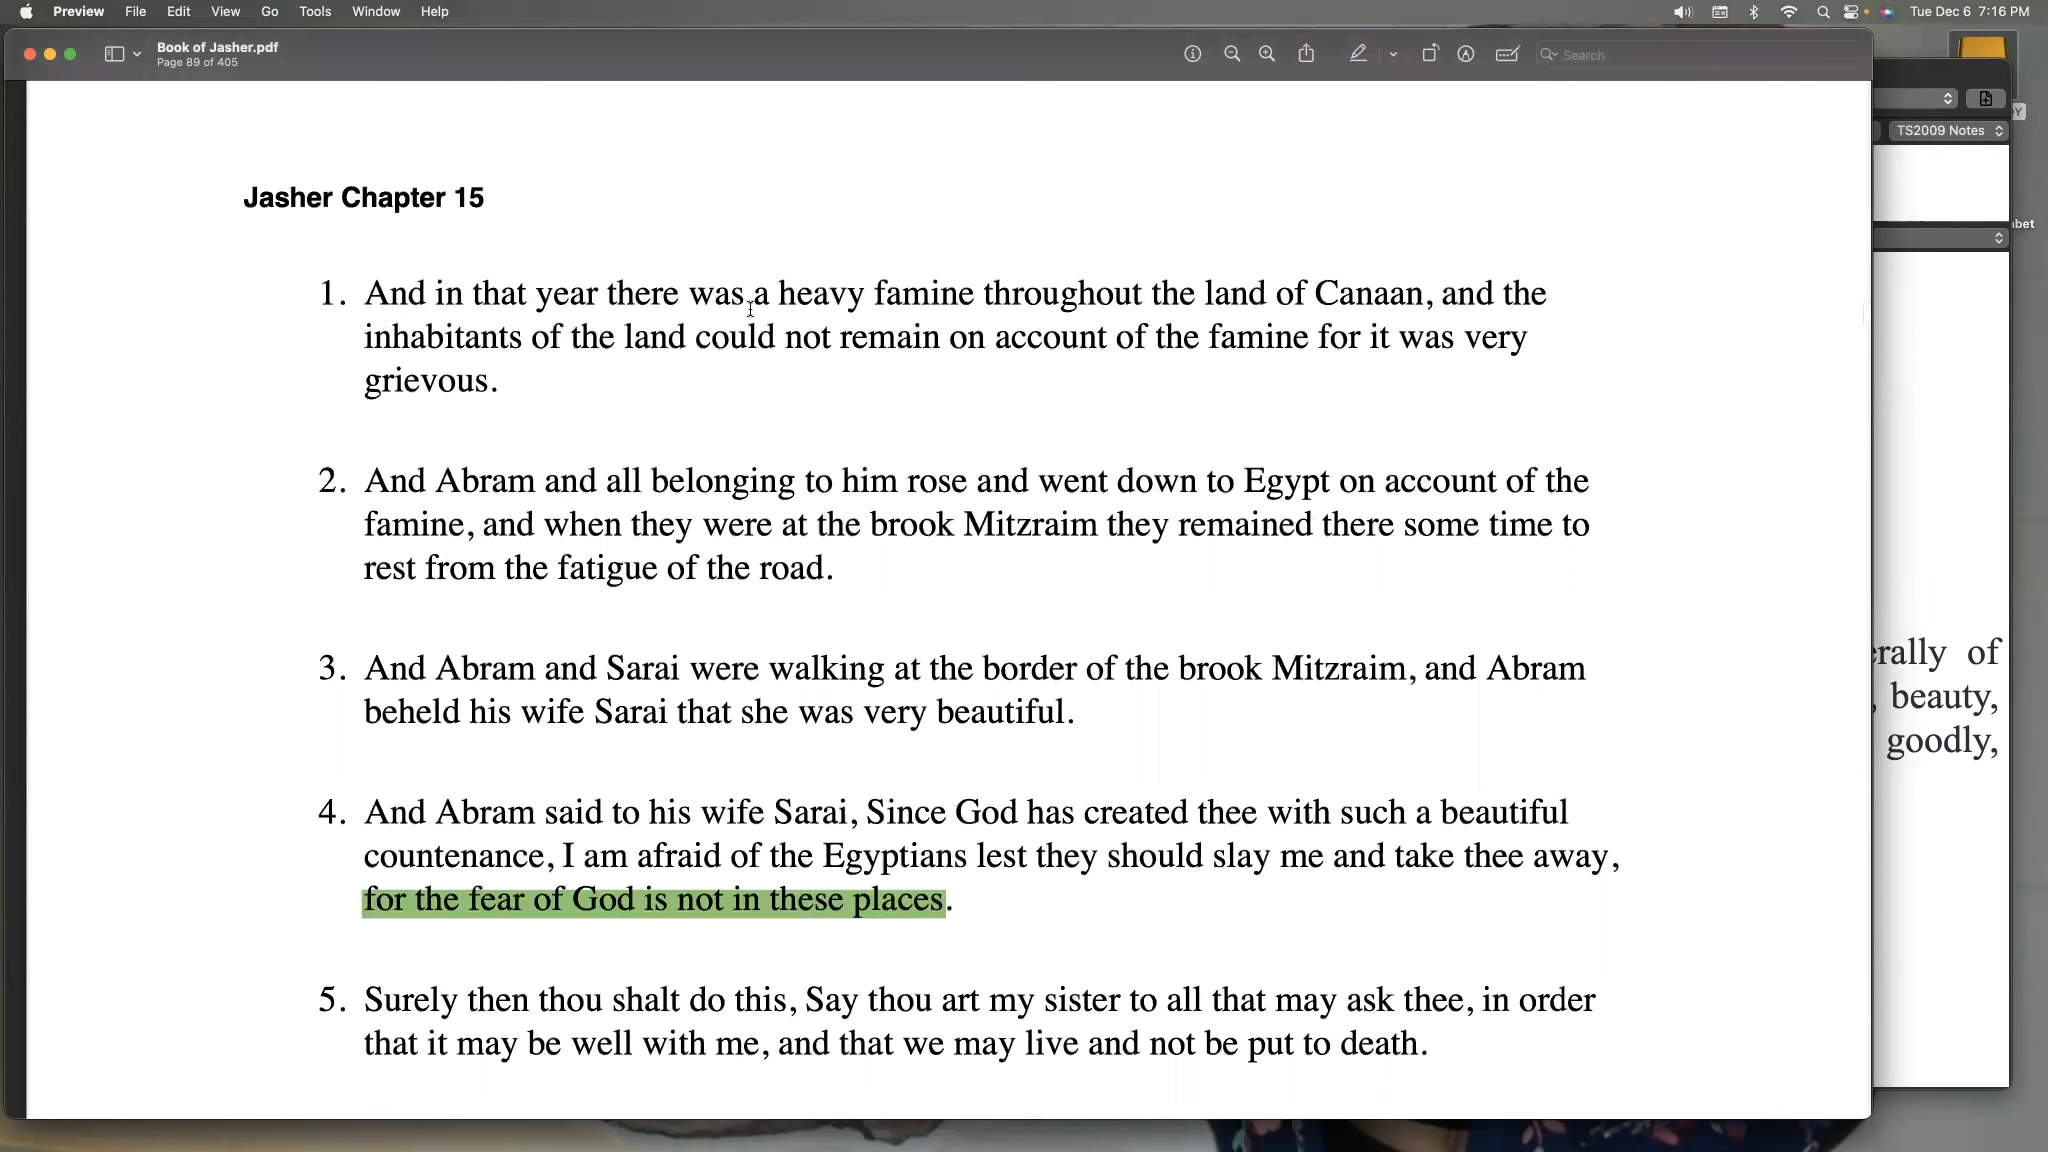 Preview File Edit View Go Tools Window Help Tue Dec 6 7:16 PM
Book of Jasher.pdf
Page 89 of 405
Search
TS2009 Notes
Jasher Chapter 15
1. And in that year there was a heavy famine throughout the land of Canaan, and the
inhabitants of the land could not remain on account of the famine for it was very
grievous.
2. And Abram and all belonging to him rose and went down to Egypt on account of the
famine, and when they were at the brook Mitzraim they remained there some time to
rest from the fatigue of the road.
3. And Abram and Sarai were walking at the border of the brook Mitzraim, and Abram
beheld his wife Sarai that she was very beautiful.
4. And Abram said to his wife Sarai, Since God has created thee with such a beautiful
countenance, I am afraid of the Egyptians lest they should slay me and take thee away,
for the fear of God is not in these places.
5. Surely then thou shalt do this, Say thou art my sister to all that may ask thee, in order
that it may be well with me, and that we may live and not be put to death.
of
, beauty,
goodly,